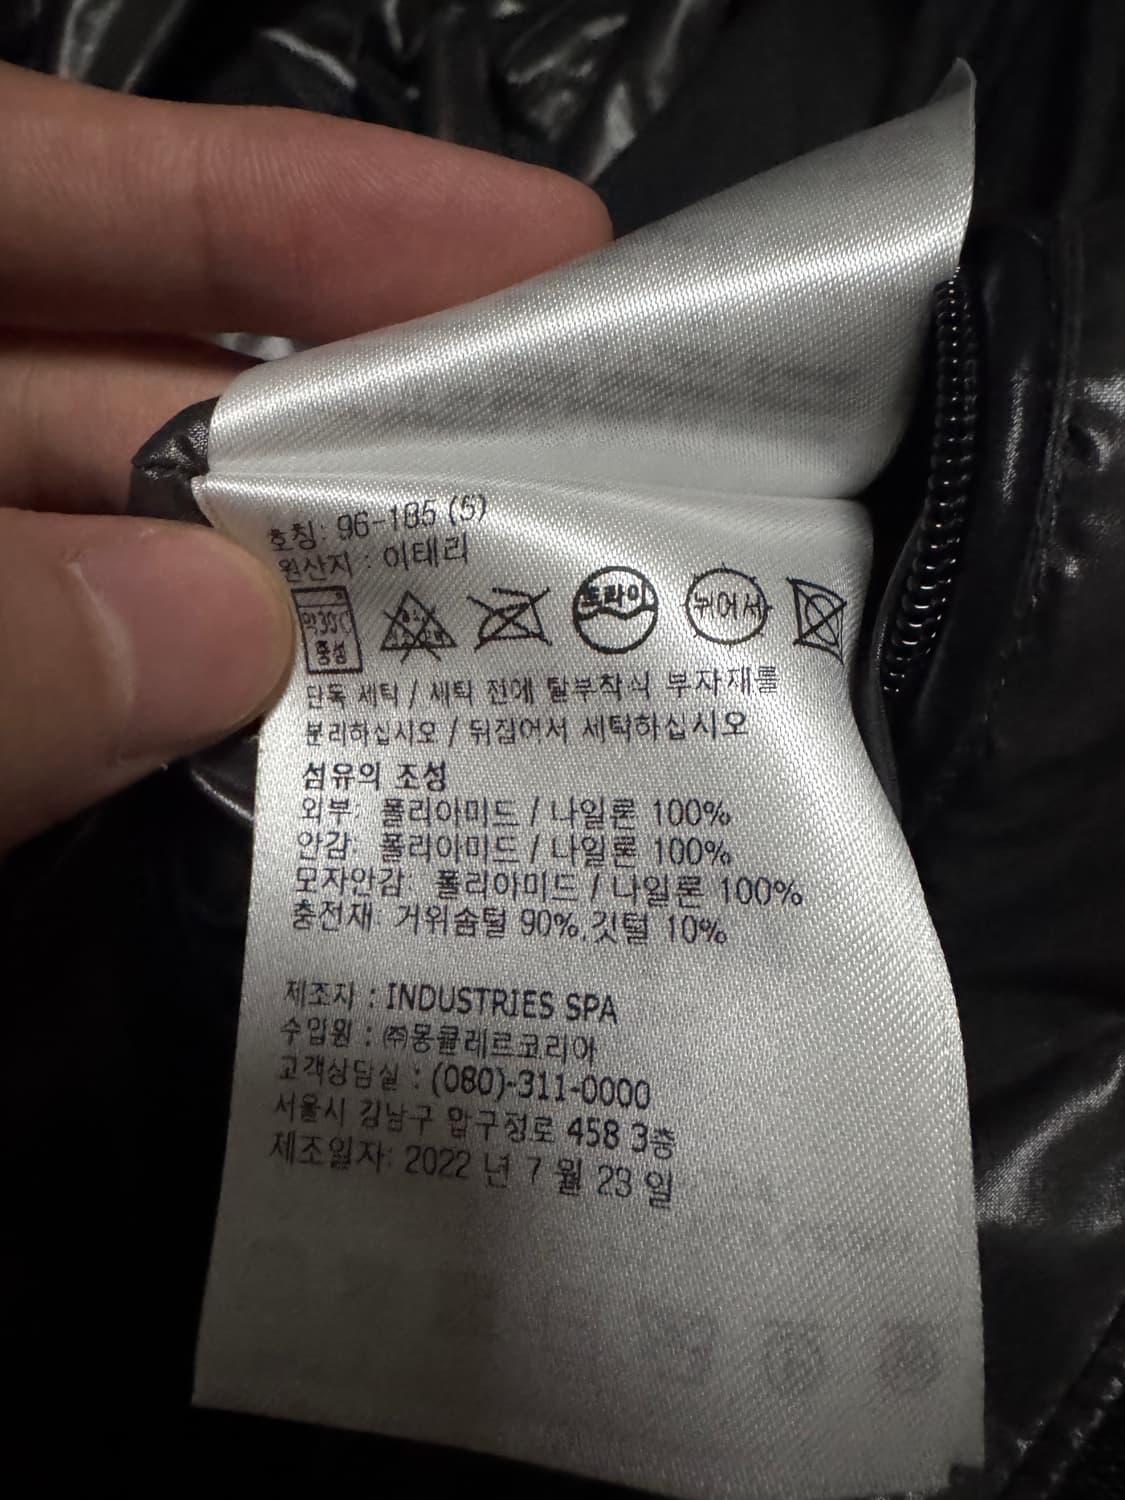 호칭: 96-185 (5)
원산지 : 이태리
약30℃ 중성
드라이
뉘어서
단독 세탁 / 세탁 전에 탈부착식 부자재를
분리하십시오 / 뒤집어서 세탁하십시오
섬유의 조성
외부: 폴리아미드 / 나일론 100%
안감: 폴리아미드 / 나일론 100%
모자안감: 폴리아미드 / 나일론 100%
충전재: 거위솜털 90%,깃털 10%
제조자 : INDUSTRIES SPA
수입원 : ㈜몽클레르코리아
고객상담실 : (080)-311-0000
서울시 강남구 압구정로 458 3층
제조일자: 2022 년 7 월 23 일